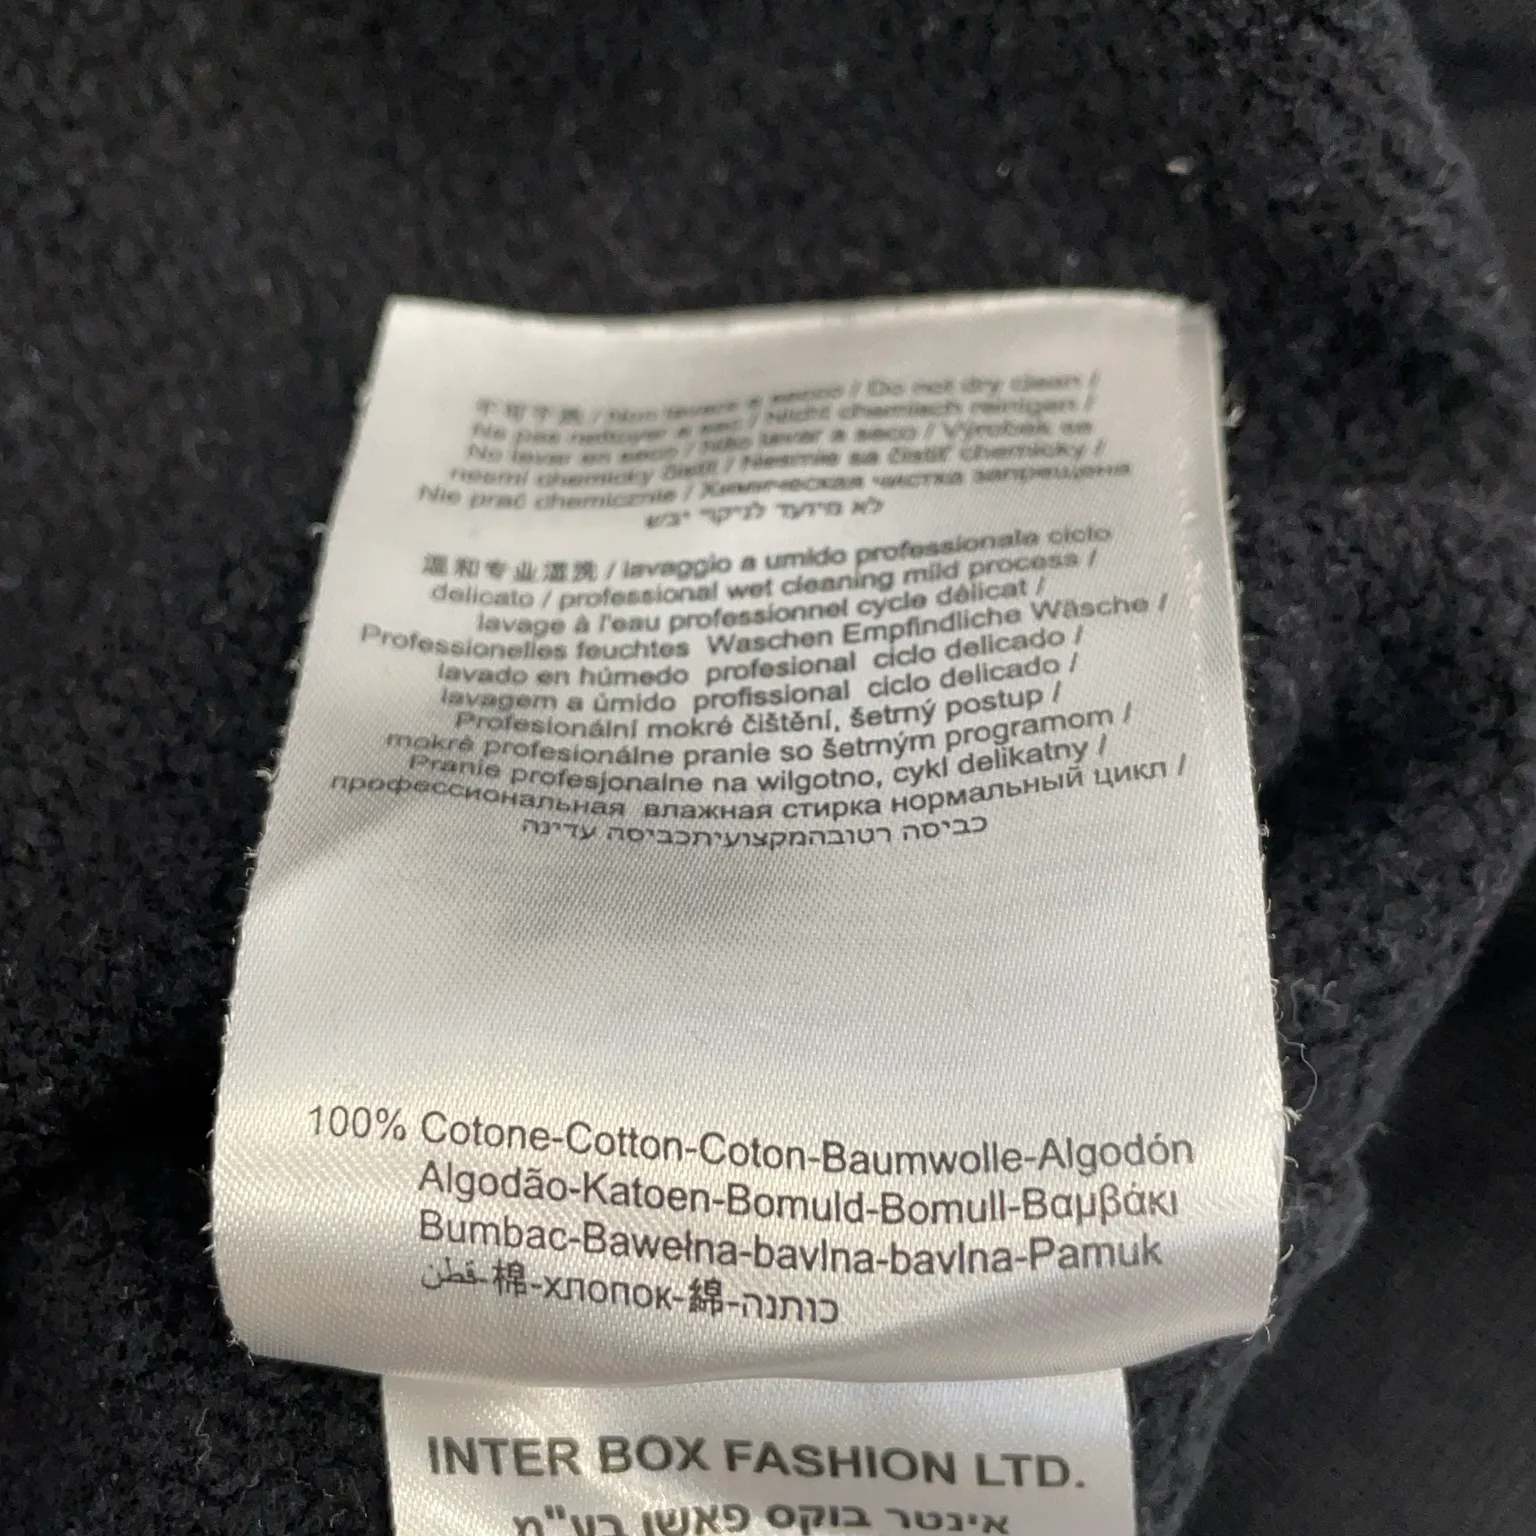 不可干洗 / Non lavare a secco / Do not dry clean /
Ne pas nettoyer a sec / Nicht chemisch reinigen /
No lavar en seco / Não lavar a seco / Výrobek se
nesmí chemicky čistit / Nesmie sa čistiť chemicky /
Nie prać chemicznie / Химическая чистка запрещена
לא מיועד לניקוי יבש
温和专业湿洗 / lavaggio a umido professionale ciclo
delicato / professional wet cleaning mild process /
lavage à l'eau professionnel cycle délicat /
Professionelles feuchtes Waschen Empfindliche Wäsche /
lavado en húmedo profesional ciclo delicado /
lavagem a úmido profissional ciclo delicado /
Profesionální mokré čištění, šetrný postup /
mokré profesionálne pranie so šetrným programom /
Pranie profesjonalne na wilgotno, cykl delikatny /
профессиональная влажная стирка нормальный цикл /
כביסה רטובההמקצועיתכביסה עדינה
100% Cotone-Cotton-Coton-Baumwolle-Algodón
Algodão-Katoen-Bomuld-Bomull-Βαμβάκι
Bumbac-Bawełna-bavlna-bavlna-Pamuk
قطن-棉-хлопок-綿-כותנה
INTER BOX FASHION LTD.
אינטר בוקס פאשן בע"מ